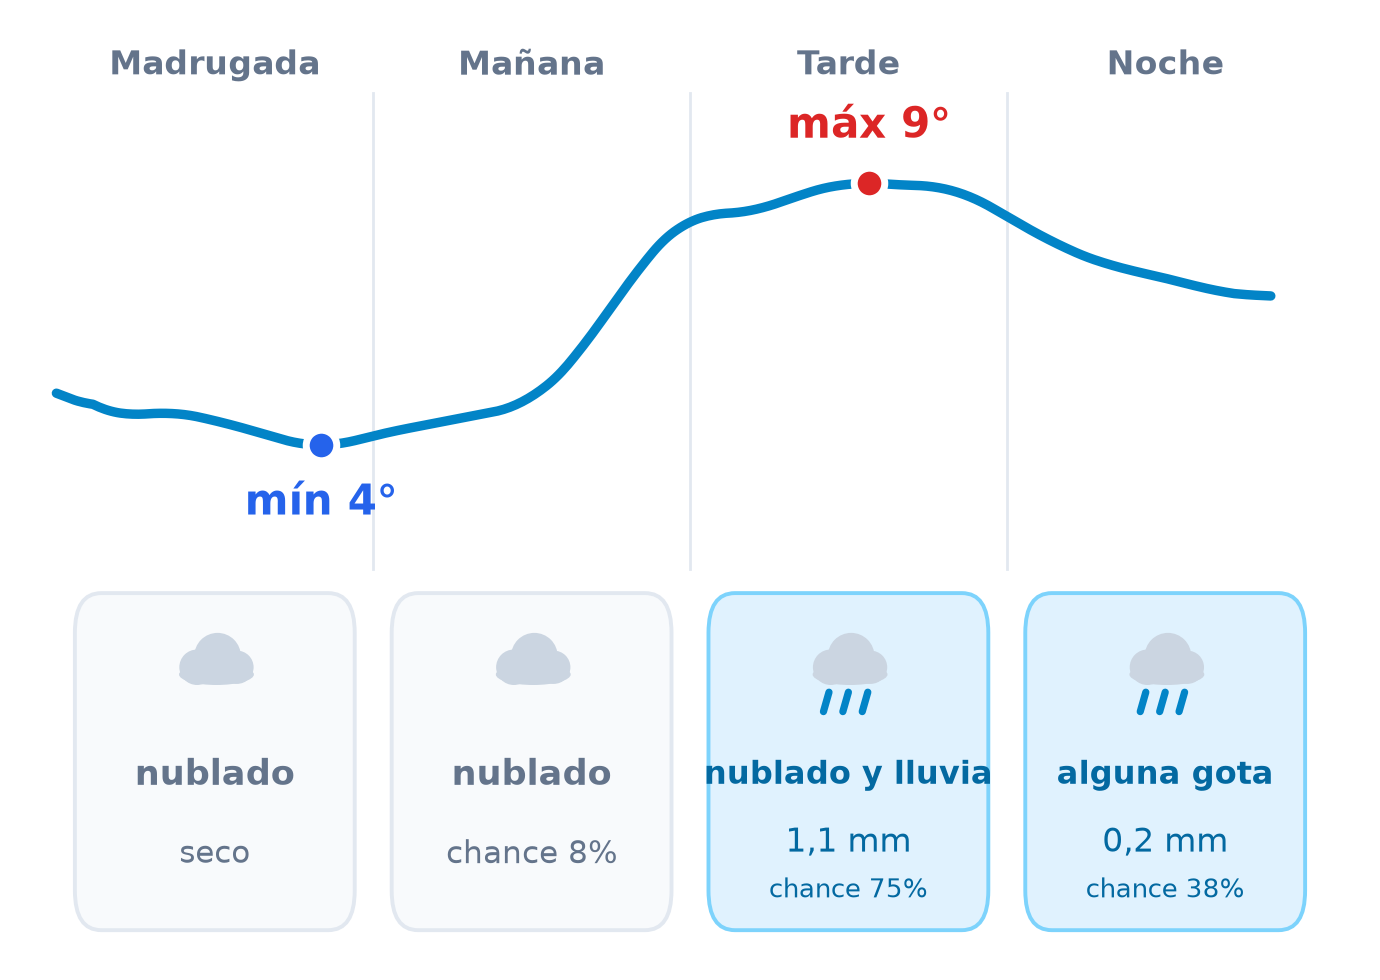 Madrugada
Mañana
Tarde
Noche
máx 9°
mín 4°
nublado
seco
nublado
chance 8%
nublado y lluvia
1,1 mm
chance 75%
alguna gota
0,2 mm
chance 38%